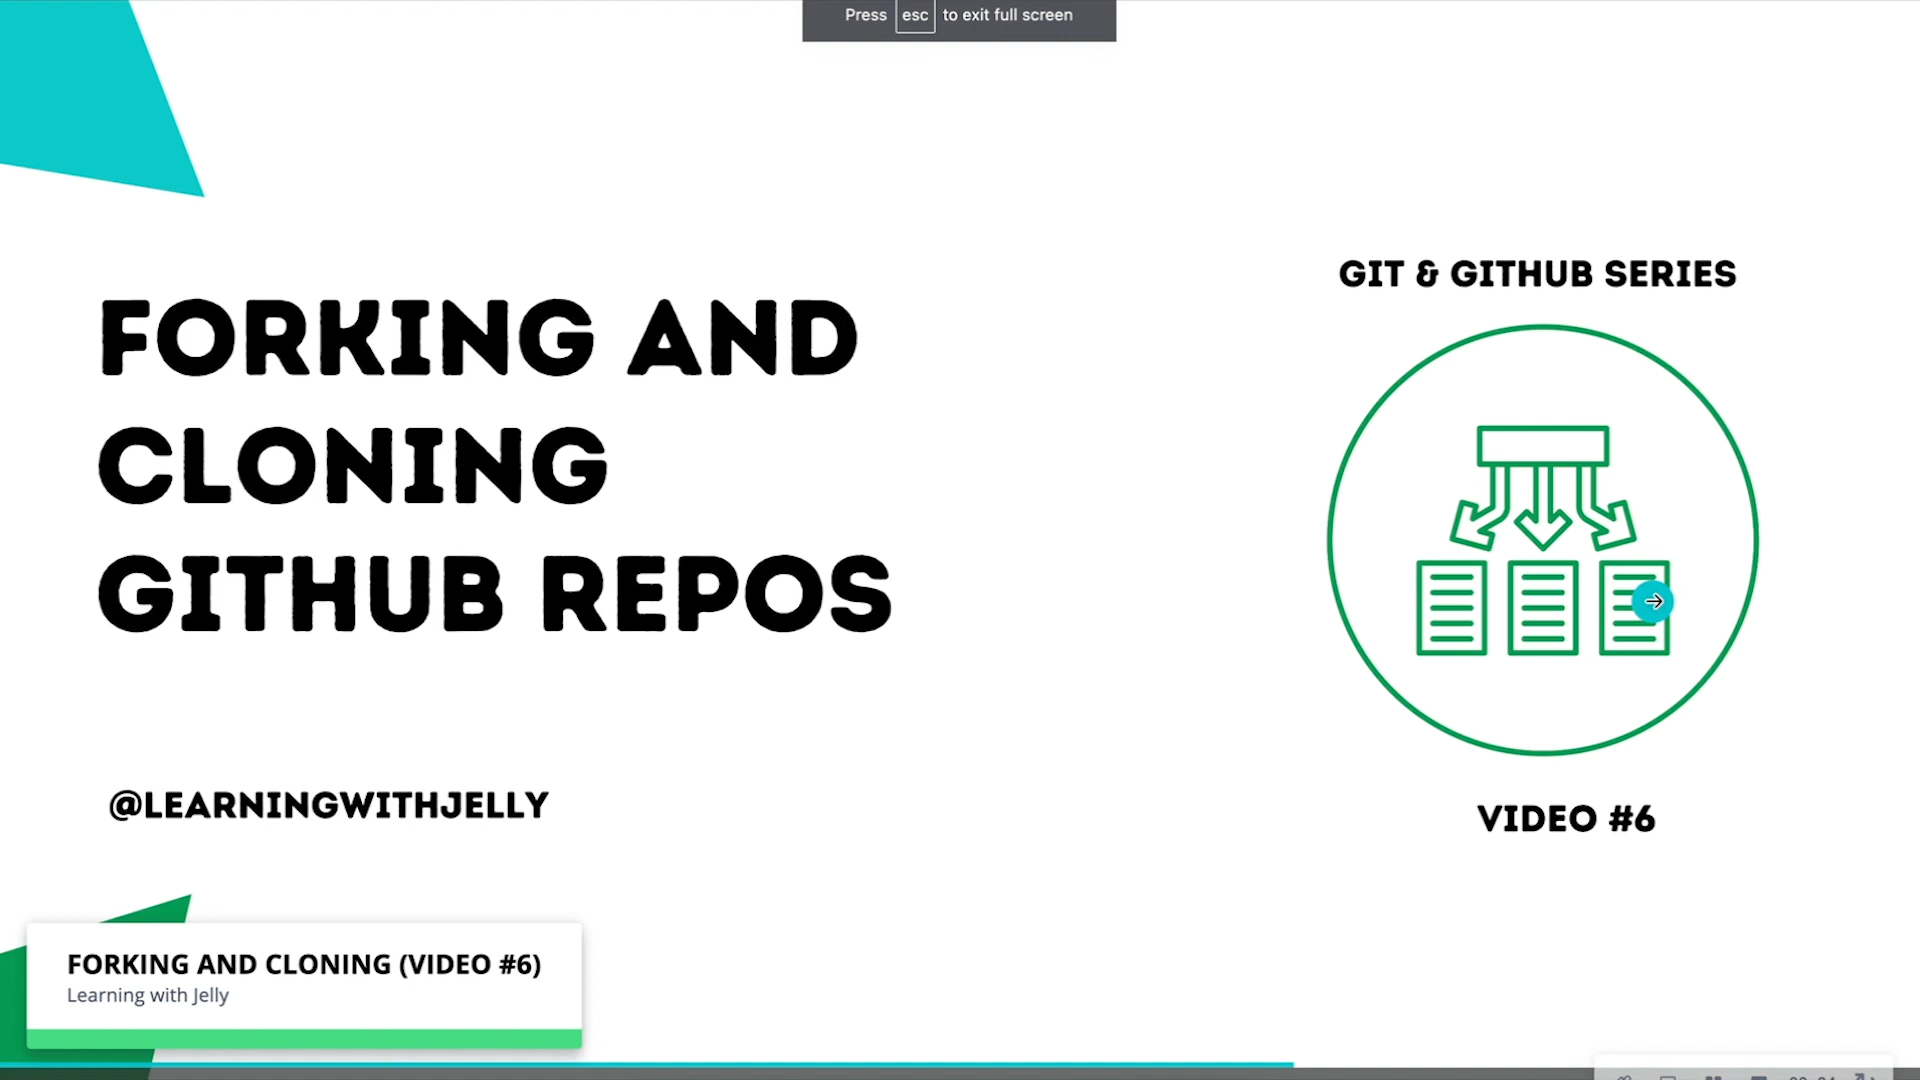 Press esc to exit full screen
GIT & GITHUB SERIES
FORKING AND
CLONING
GITHUB REPOS
@LEARNINGWITHJELLY
VIDEO #6
FORKING AND CLONING (VIDEO #6)
Learning with Jelly